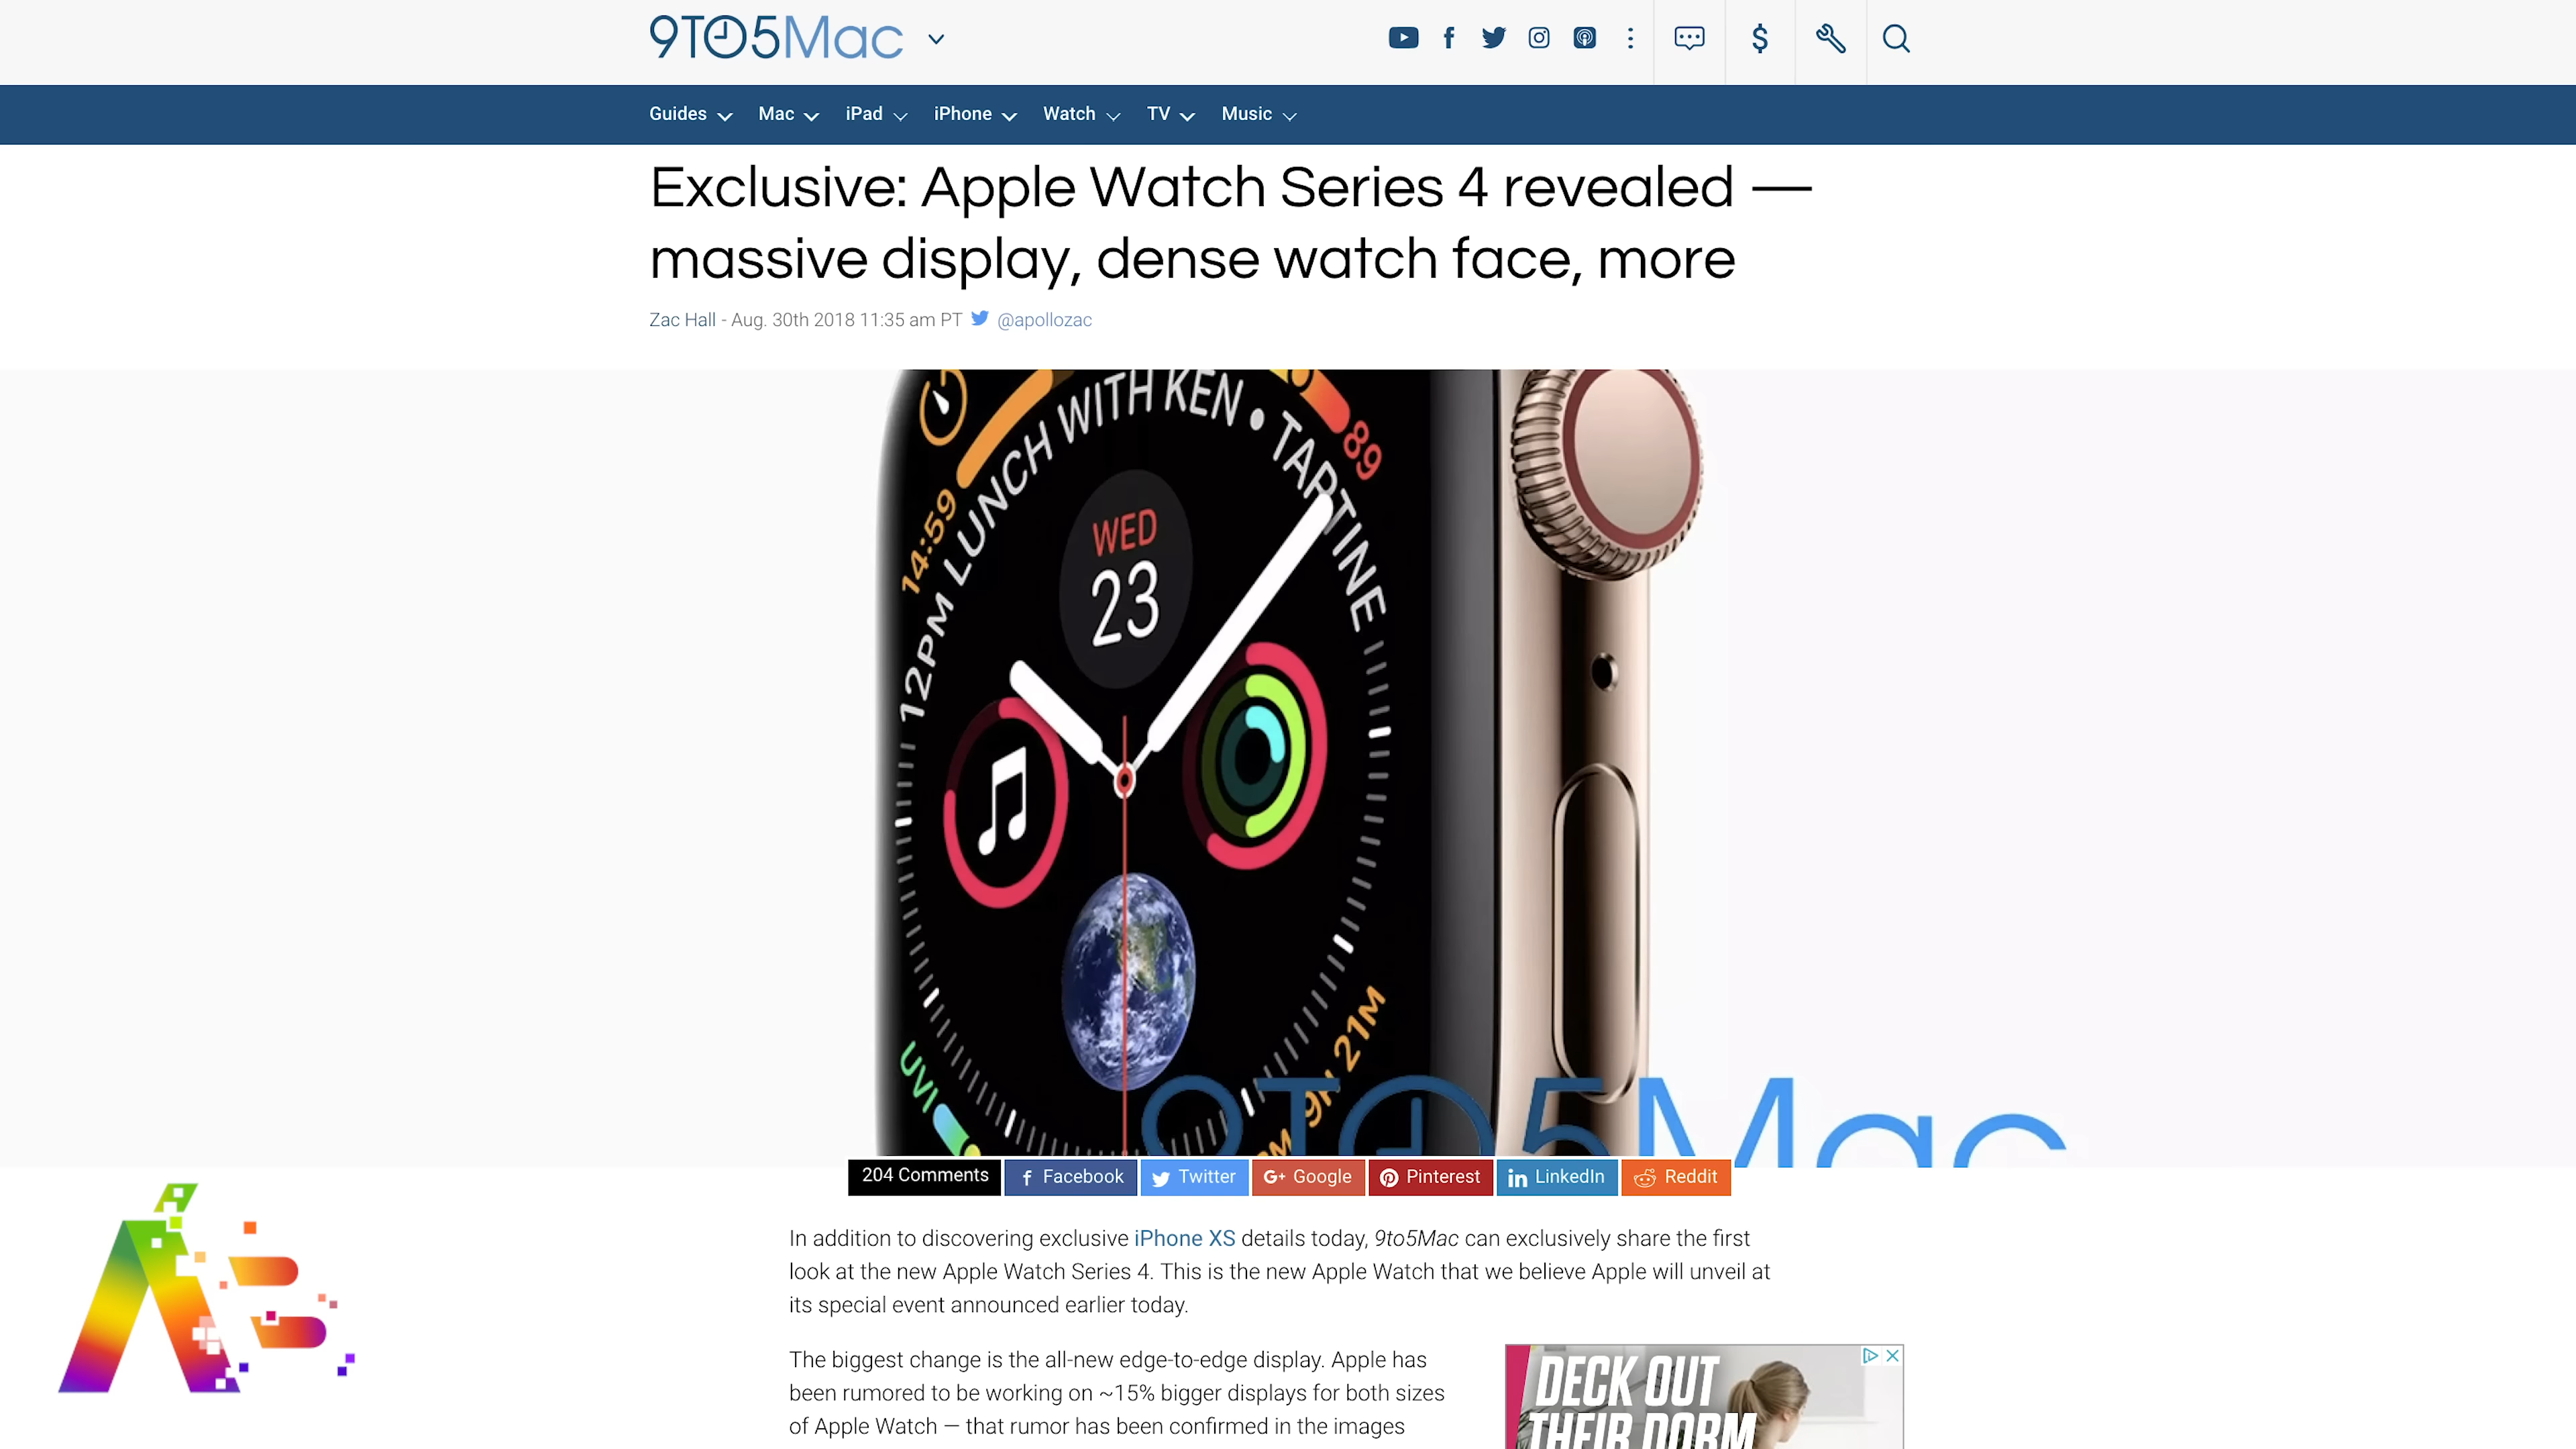 9TO5Mac
Guides Mac iPad iPhone Watch TV Music
Exclusive: Apple Watch Series 4 revealed —
massive display, dense watch face, more
Zac Hall - Aug. 30th 2018 11:35 am PT @apollozac
14:59
12PM LUNCH WITH KEN • TARTINE
89
WED
23
UVI
9H 21M
9TO5Mac
204 Comments Facebook Twitter G+ Google Pinterest LinkedIn Reddit
In addition to discovering exclusive iPhone XS details today, 9to5Mac can exclusively share the first
look at the new Apple Watch Series 4. This is the new Apple Watch that we believe Apple will unveil at
its special event announced earlier today.
The biggest change is the all-new edge-to-edge display. Apple has
been rumored to be working on ~15% bigger displays for both sizes
of Apple Watch — that rumor has been confirmed in the images
DECK OUT
THEIR DORM